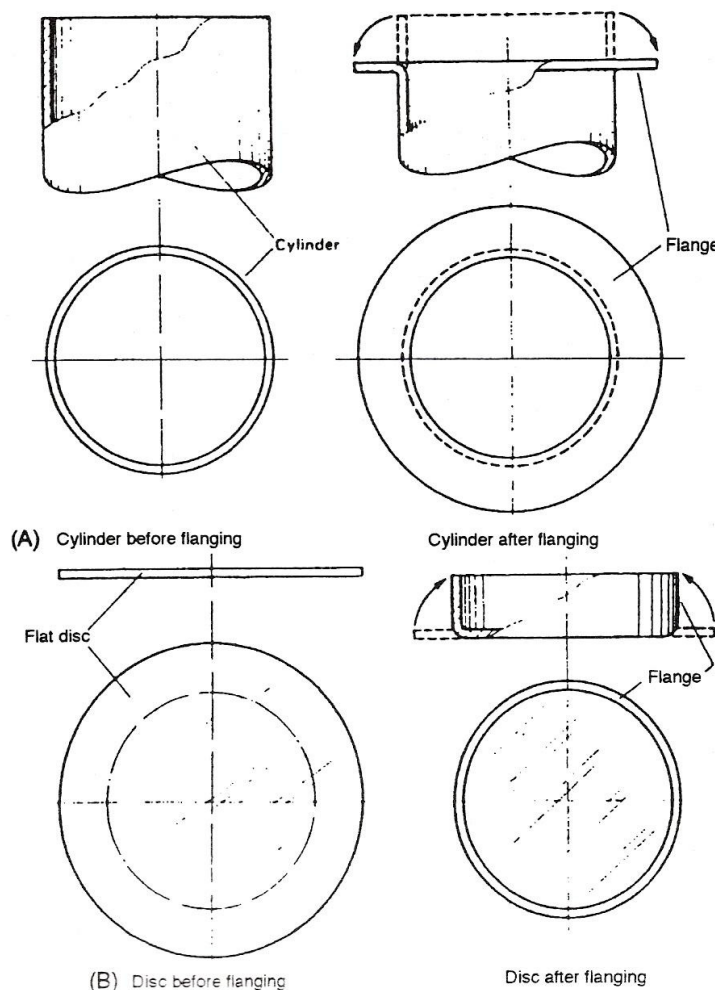 Cylinder
Flange
(A) Cylinder before flanging
Cylinder after flanging
Flat disc
Flange
(B) Disc before flanging
Disc after flanging